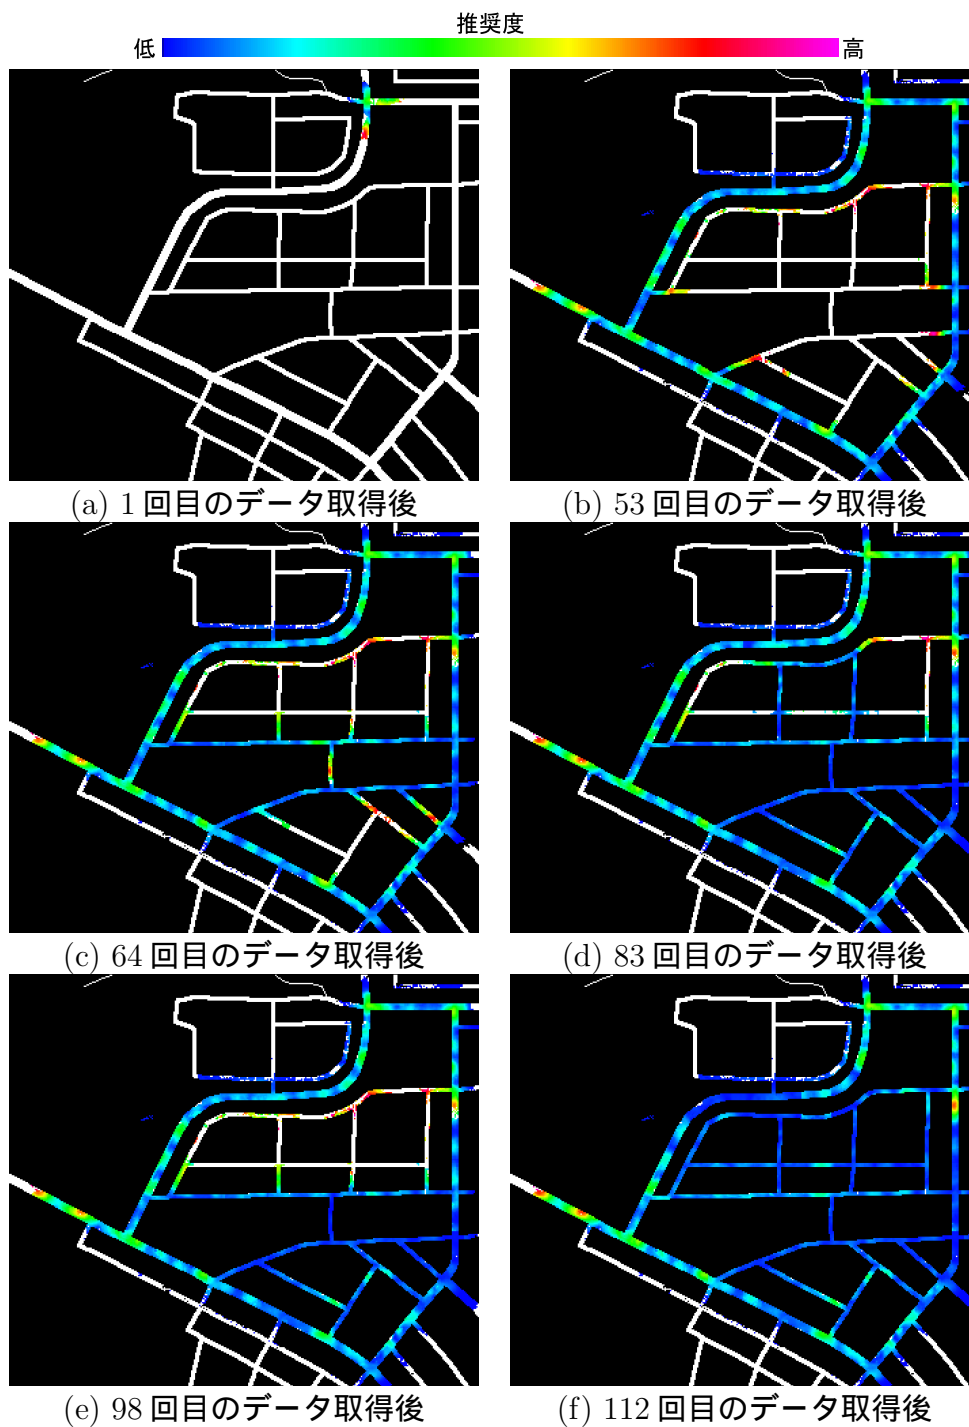 推奨度
低 高
(a) 1 回目のデータ取得後
(b) 53 回目のデータ取得後
(c) 64 回目のデータ取得後
(d) 83 回目のデータ取得後
(e) 98 回目のデータ取得後
(f) 112 回目のデータ取得後